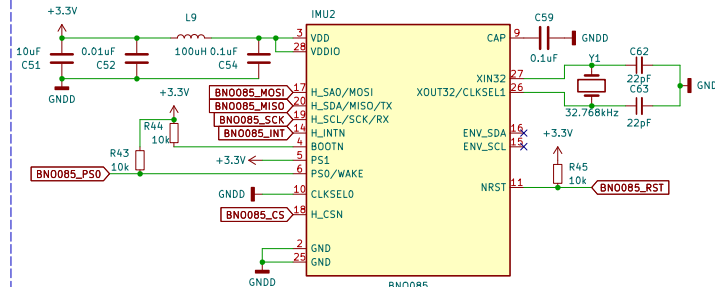 IMU2
+3.3V
L9
C59
3
VDD
CAP
9
GNDD
28
VDDIO
10uF
0.01uF
100uH
0.1uF
C51
C52
C54
0.1uF
Y1
C62
GNDD
+3.3V
XIN32
27
22pF
BNO085_MOSI
17
H_SA0/MOSI
XOUT32/CLKSEL1
26
C63
BNO085_MISO
20
H_SDA/MISO/TX
22pF
BNO085_SCK
19
H_SCL/SCK/RX
32.768kHz
BNO085_INT
14
H_INTN
ENV_SDA
16
R44
10k
4
BOOTN
ENV_SCL
15
+3.3V
R43
10k
+3.3V
5
PS1
BNO085_PS0
6
PS0/WAKE
R45
10k
GNDD
10
CLKSEL0
NRST
11
BNO085_RST
BNO085_CS
18
H_CSN
2
GND
25
GND
GNDD
BNO085